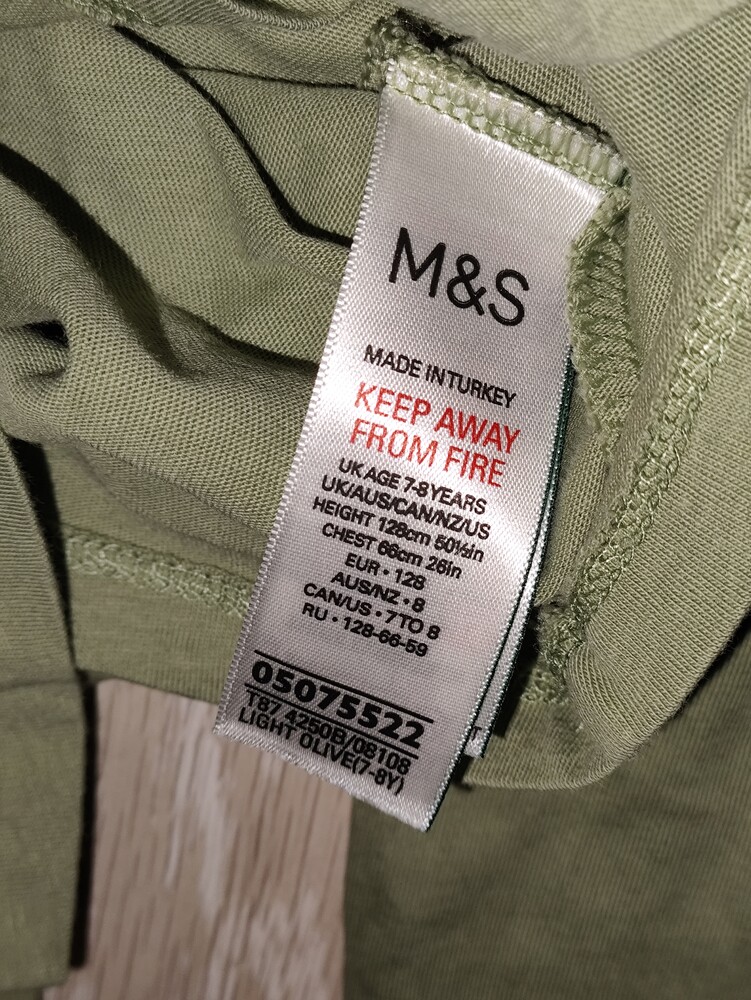 M&S
MADE IN TURKEY
KEEP AWAY
FROM FIRE
UK AGE 7-8 YEARS
UK/AUS/CAN/NZ/US
HEIGHT 128cm 50½in
CHEST 66cm 26in
EUR • 128
AUS/NZ • 8
CAN/US • 7 TO 8
RU • 128-66-59
05075522
T87 4250B/08108
LIGHT OLIVE(7-8Y)